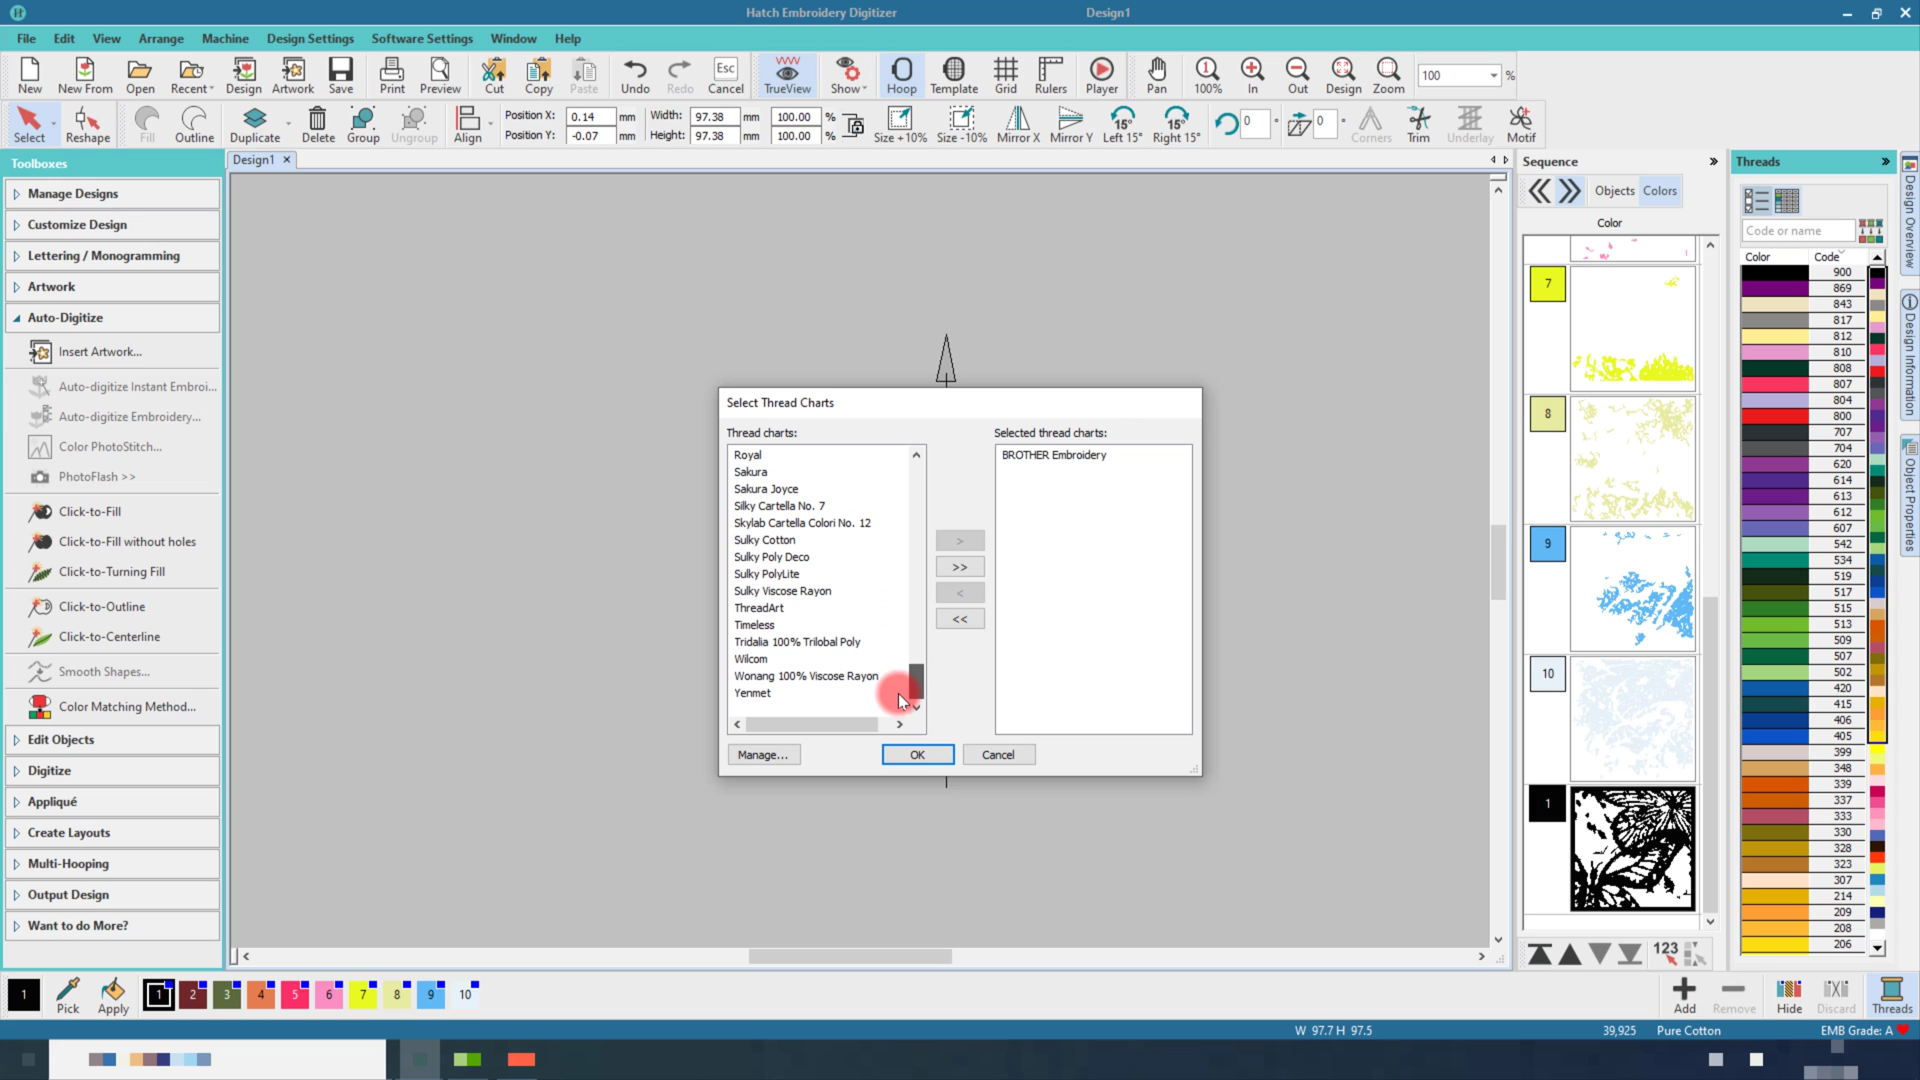 Hatch Embroidery Digitizer Design1
File Edit View Arrange Machine Design Settings Software Settings Window Help
New New From Open Recent Design Artwork Save Print Preview Cut Copy Paste Undo Redo Esc Cancel TrueView Show Hoop Template Grid Rulers Player Pan 1 100% In Out Design Zoom 100 %
Select Reshape Fill Outline Duplicate Delete Group Ungroup Align Position X: 0.14 mm Width: 97.38 mm 100.00 % Size +10% Size -10% Mirror X Mirror Y 15° Left 15° 15° Right 15° 0 ° 0 ° Corners Trim Underlay Motif
Position Y: -0.07 mm Height: 97.38 mm 100.00 %
Toolboxes
Manage Designs
Customize Design
Lettering / Monogramming
Artwork
Auto-Digitize
Insert Artwork...
Auto-digitize Instant Embroi...
Auto-digitize Embroidery...
Color PhotoStitch...
PhotoFlash >>
Click-to-Fill
Click-to-Fill without holes
Click-to-Turning Fill
Click-to-Outline
Click-to-Centerline
Smooth Shapes...
Color Matching Method...
Edit Objects
Digitize
Appliqué
Create Layouts
Multi-Hooping
Output Design
Want to do More?
Design1
Select Thread Charts
Thread charts:
Royal
Sakura
Sakura Joyce
Silky Cartella No. 7
Skylab Cartella Colori No. 12
Sulky Cotton
Sulky Poly Deco
Sulky PolyLite
Sulky Viscose Rayon
ThreadArt
Timeless
Tridalia 100% Trilobal Poly
Wilcom
Wonang 100% Viscose Rayon
Yenmet
>
>>
<
<<
Selected thread charts:
BROTHER Embroidery
Manage... OK Cancel
Sequence
Objects Colors
Color
7
8
9
10
1
123
Threads
Code or name
Color Code
900
869
843
817
812
810
808
807
804
800
707
704
620
614
613
612
607
542
534
519
517
515
513
509
507
502
420
415
406
405
399
348
339
337
333
330
328
323
307
214
209
208
206
Design Overview
Design Information
Object Properties
1 Pick Apply 1 2 3 4 5 6 7 8 9 10 Add Remove Hide Discard Threads
W 97.7 H 97.5 39,925 Pure Cotton EMB Grade: A